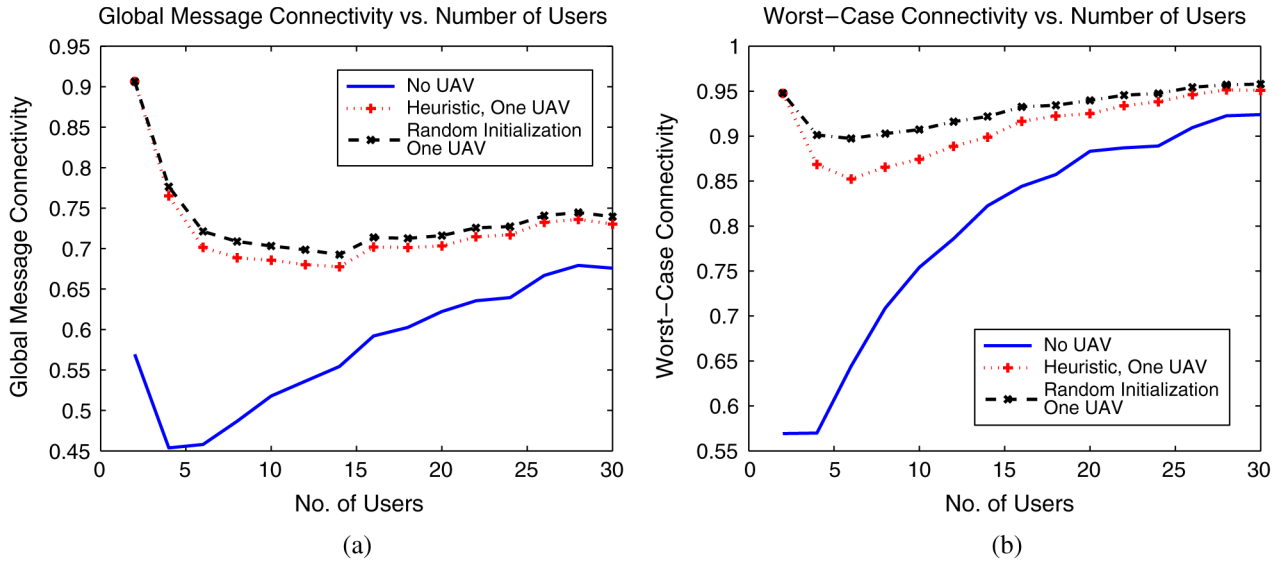 Global Message Connectivity vs. Number of Users
0.95
0.9
0.85
0.8
0.75
0.7
0.65
0.6
0.55
0.5
0.45
Global Message Connectivity
No UAV
Heuristic, One UAV
Random Initialization
One UAV
0
5
10
15
20
25
30
No. of Users
(a)
Worst−Case Connectivity vs. Number of Users
1
0.95
0.9
0.85
0.8
0.75
0.7
0.65
0.6
0.55
Worst−Case Connectivity
No UAV
Heuristic, One UAV
Random Initialization
One UAV
0
5
10
15
20
25
30
No. of Users
(b)